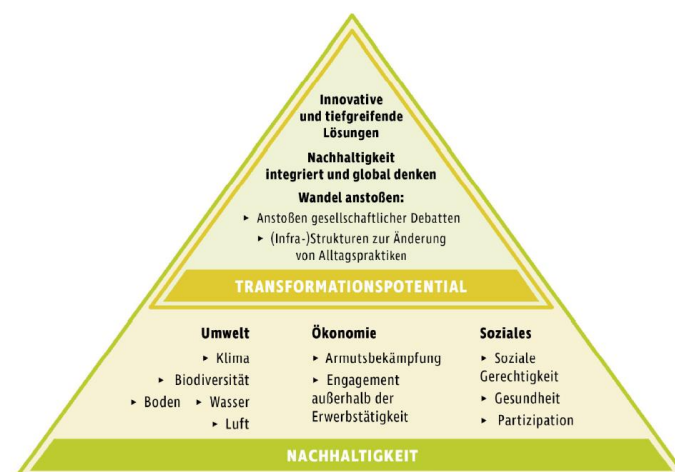 Innovative
und tiefgreifende
Lösungen
Nachhaltigkeit
integriert und global denken
Wandel anstoßen:
▸ Anstoßen gesellschaftlicher Debatten
▸ (Infra-)Strukturen zur Änderung
von Alltagspraktiken
TRANSFORMATIONSPOTENTIAL
Umwelt
▸ Klima
▸ Biodiversität
▸ Boden ▸ Wasser
▸ Luft
Ökonomie
▸ Armutsbekämpfung
▸ Engagement
außerhalb der
Erwerbstätigkeit
Soziales
▸ Soziale
Gerechtigkeit
▸ Gesundheit
▸ Partizipation
NACHHALTIGKEIT